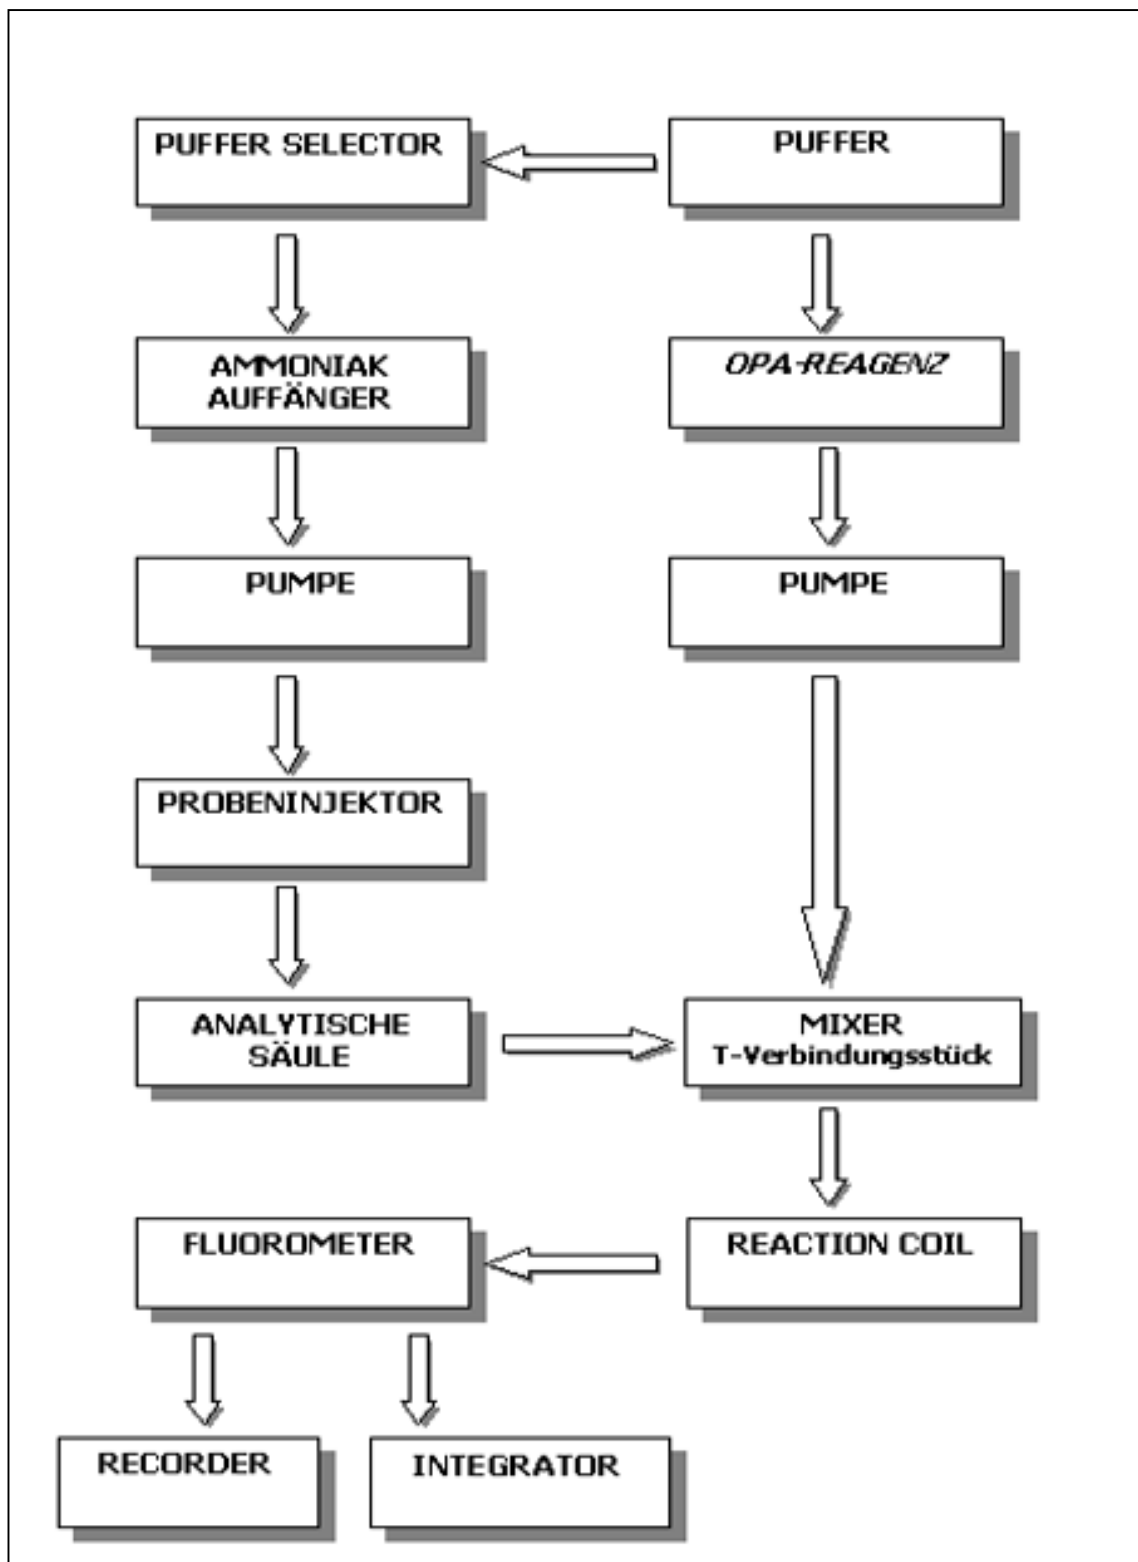 PUFFER SELECTOR
PUFFER
AMMONIAK
AUFFÄNGER
OPA-REAGENZ
PUMPE
PUMPE
PROBENINJEKTOR
ANALYTISCHE
SÄULE
MIXER
T-Verbindungsstück
FLUOROMETER
REACTION COIL
RECORDER
INTEGRATOR